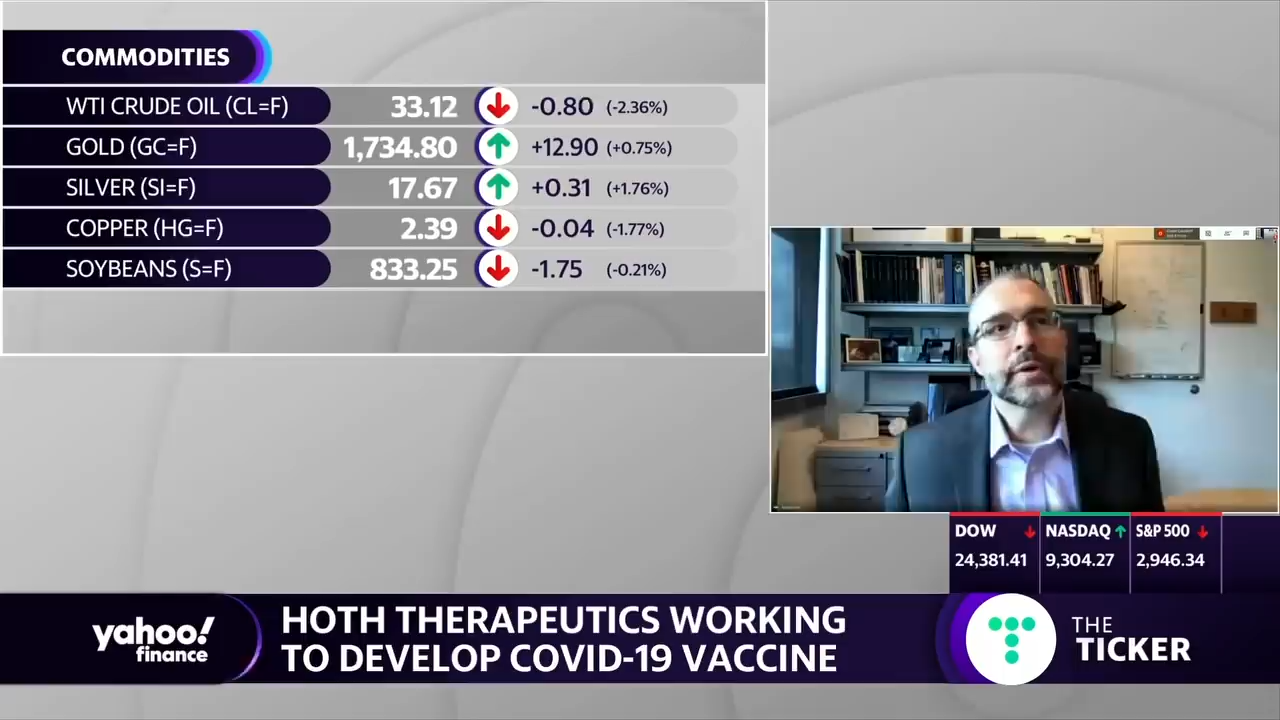 COMMODITIES
WTI CRUDE OIL (CL=F) 33.12 -0.80 (-2.36%)
GOLD (GC=F) 1,734.80 +12.90 (+0.75%)
SILVER (SI=F) 17.67 +0.31 (+1.76%)
COPPER (HG=F) 2.39 -0.04 (-1.77%)
SOYBEANS (S=F) 833.25 -1.75 (-0.21%)
DOW NASDAQ S&P 500
24,381.41 9,304.27 2,946.34
yahoo!
finance
HOTH THERAPEUTICS WORKING
TO DEVELOP COVID-19 VACCINE
THE
TICKER